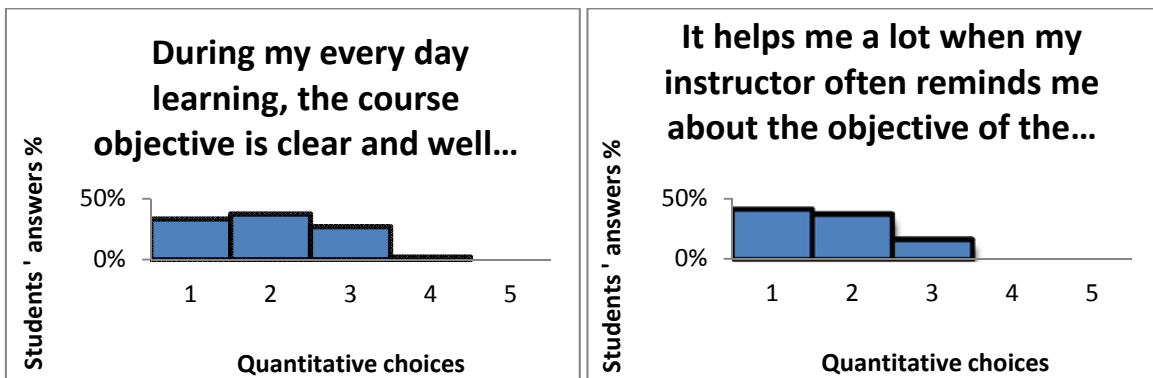 During my every day
learning, the course
objective is clear and well...
Students ' answers %
50%
0%
1 2 3 4 5
Quantitative choices
It helps me a lot when my
instructor often reminds me
about the objective of the...
Students ' answers %
50%
0%
1 2 3 4 5
Quantitative choices